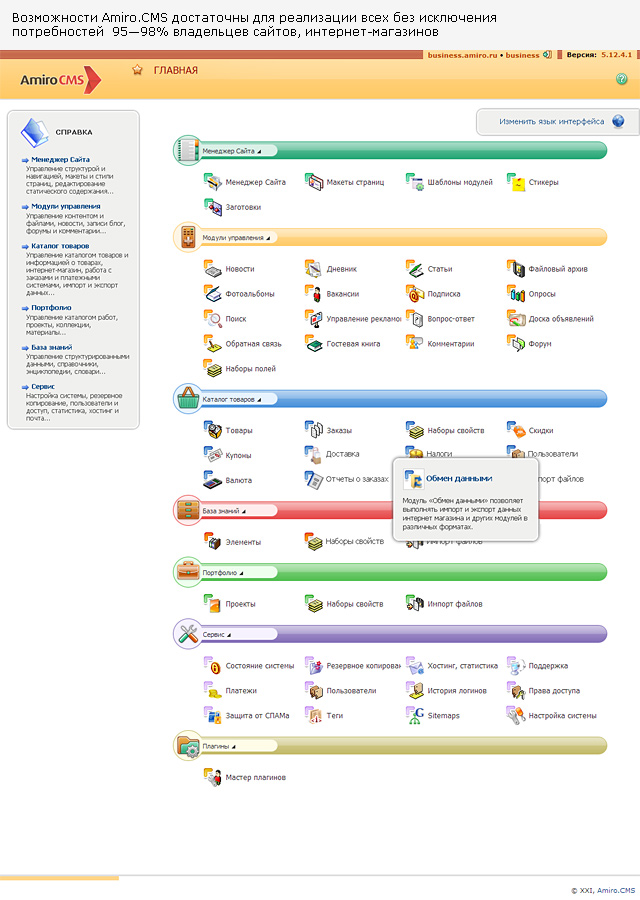 Возможности Amiro.CMS достаточны для реализации всех без исключения
потребностей 95—98% владельцев сайтов, интернет-магазинов
business.amiro.ru • business
Версия: 5.12.4.1
Amiro CMS
ГЛАВНАЯ
?
СПРАВКА
Менеджер Сайта
Управление структурой и
навигацией, макеты и стили
страниц, редактирование
статического содержания...
Модули управления
Управление контентом и
файлами, новости, записи блог,
форумы и комментарии...
Каталог товаров
Управление каталогом товаров и
информацией о товарах,
интернет-магазин, работа с
заказами и платежными
системами, импорт и экспорт
данных...
Портфолио
Управление каталогом работ,
проекты, коллекции,
материалы...
База знаний
Управление структурированными
данными, справочники,
энциклопедии, словари...
Сервис
Настройка системы, резервное
копирование, пользователи и
доступ, статистика, хостинг и
почта...
Изменить язык интерфейса
Менеджер Сайта
Менеджер Сайта Макеты страниц Шаблоны модулей Стикеры
Заготовки
Модули управления
Новости Дневник Статьи Файловый архив
Фотоальбомы Вакансии Подписка Опросы
Поиск Управление рекламо Вопрос-ответ Доска объявлений
Обратная связь Гостевая книга Комментарии Форум
Наборы полей
Каталог товаров
Товары Заказы Наборы свойств Скидки
Купоны Доставка Налоги Пользователи
Валюта Отчеты о заказах порт файлов
Обмен данными
Модуль «Обмен данными» позволяет
выполнять импорт и экспорт данных
интернет магазина и других модулей в
различных форматах.
База знаний
Элементы Наборы свойств Импорт файлов
Портфолио
Проекты Наборы свойств Импорт файлов
Сервис
Состояние системы Резервное копирован Хостинг, статистика Поддержка
Платежи Пользователи История логинов Права доступа
Защита от СПАМа Теги Sitemaps Настройка системы
Плагины
Мастер плагинов
© XXI, Amiro.CMS